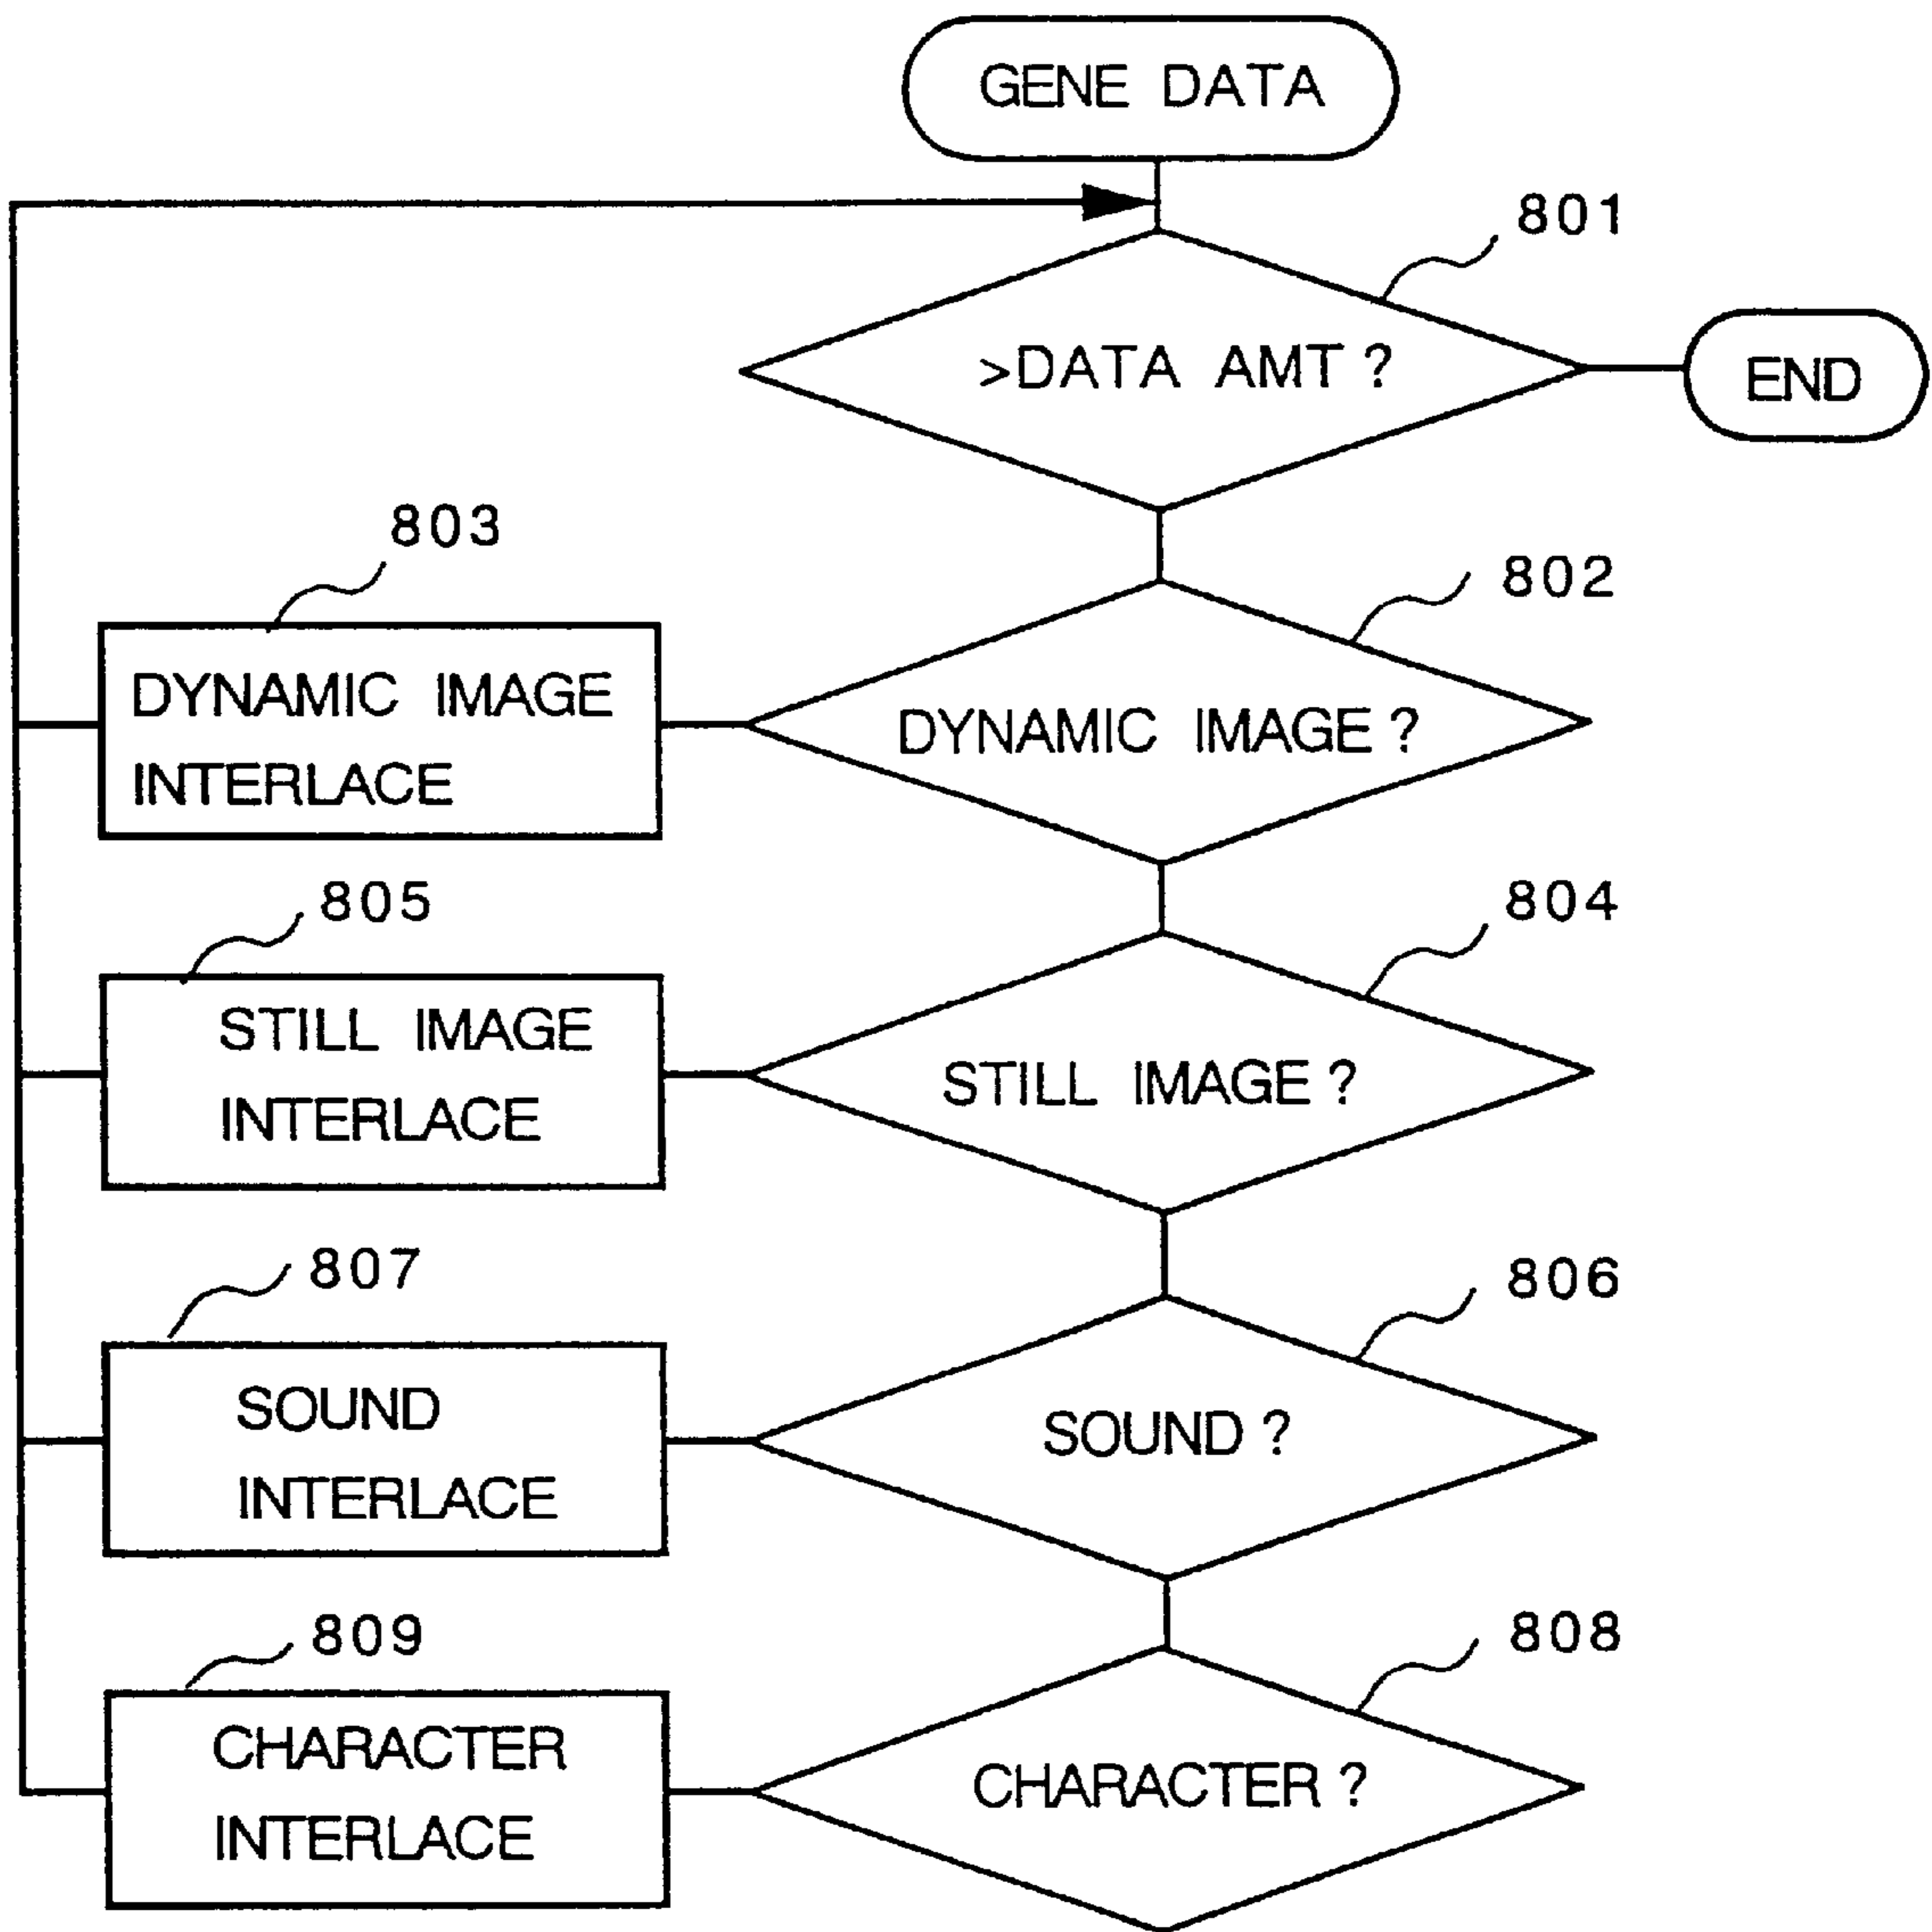 GENE DATA
801
>DATA AMT?
END
803
802
DYNAMIC IMAGE
INTERLACE
DYNAMIC IMAGE?
805
804
STILL IMAGE
INTERLACE
STILL IMAGE?
807
806
SOUND
INTERLACE
SOUND?
809
808
CHARACTER
INTERLACE
CHARACTER?